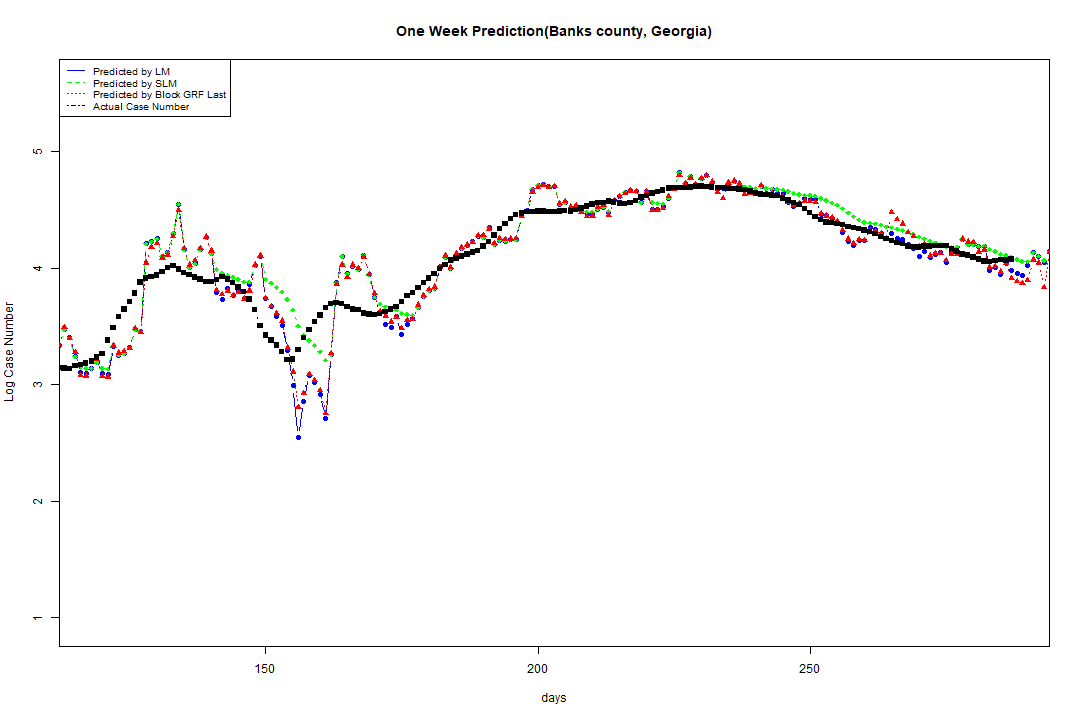 One Week Prediction(Banks county, Georgia)
Predicted by LM
Predicted by SLM
Predicted by Block GRF Last
Actual Case Number
5
4
3
2
1
Log Case Number
150
200
250
days